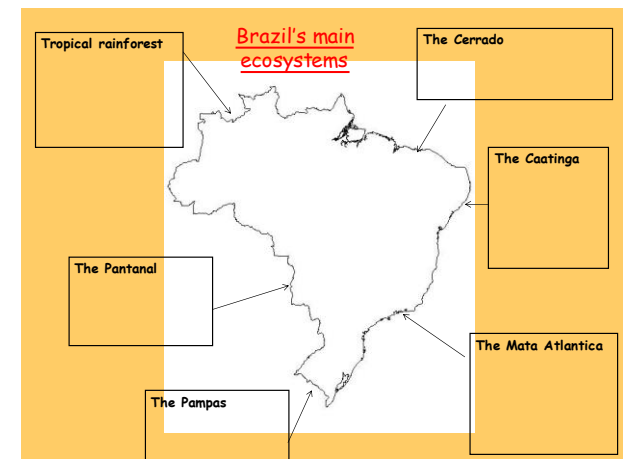 Brazil's main
ecosystems
Tropical rainforest
The Cerrado
The Caatinga
The Pantanal
The Mata Atlantica
The Pampas